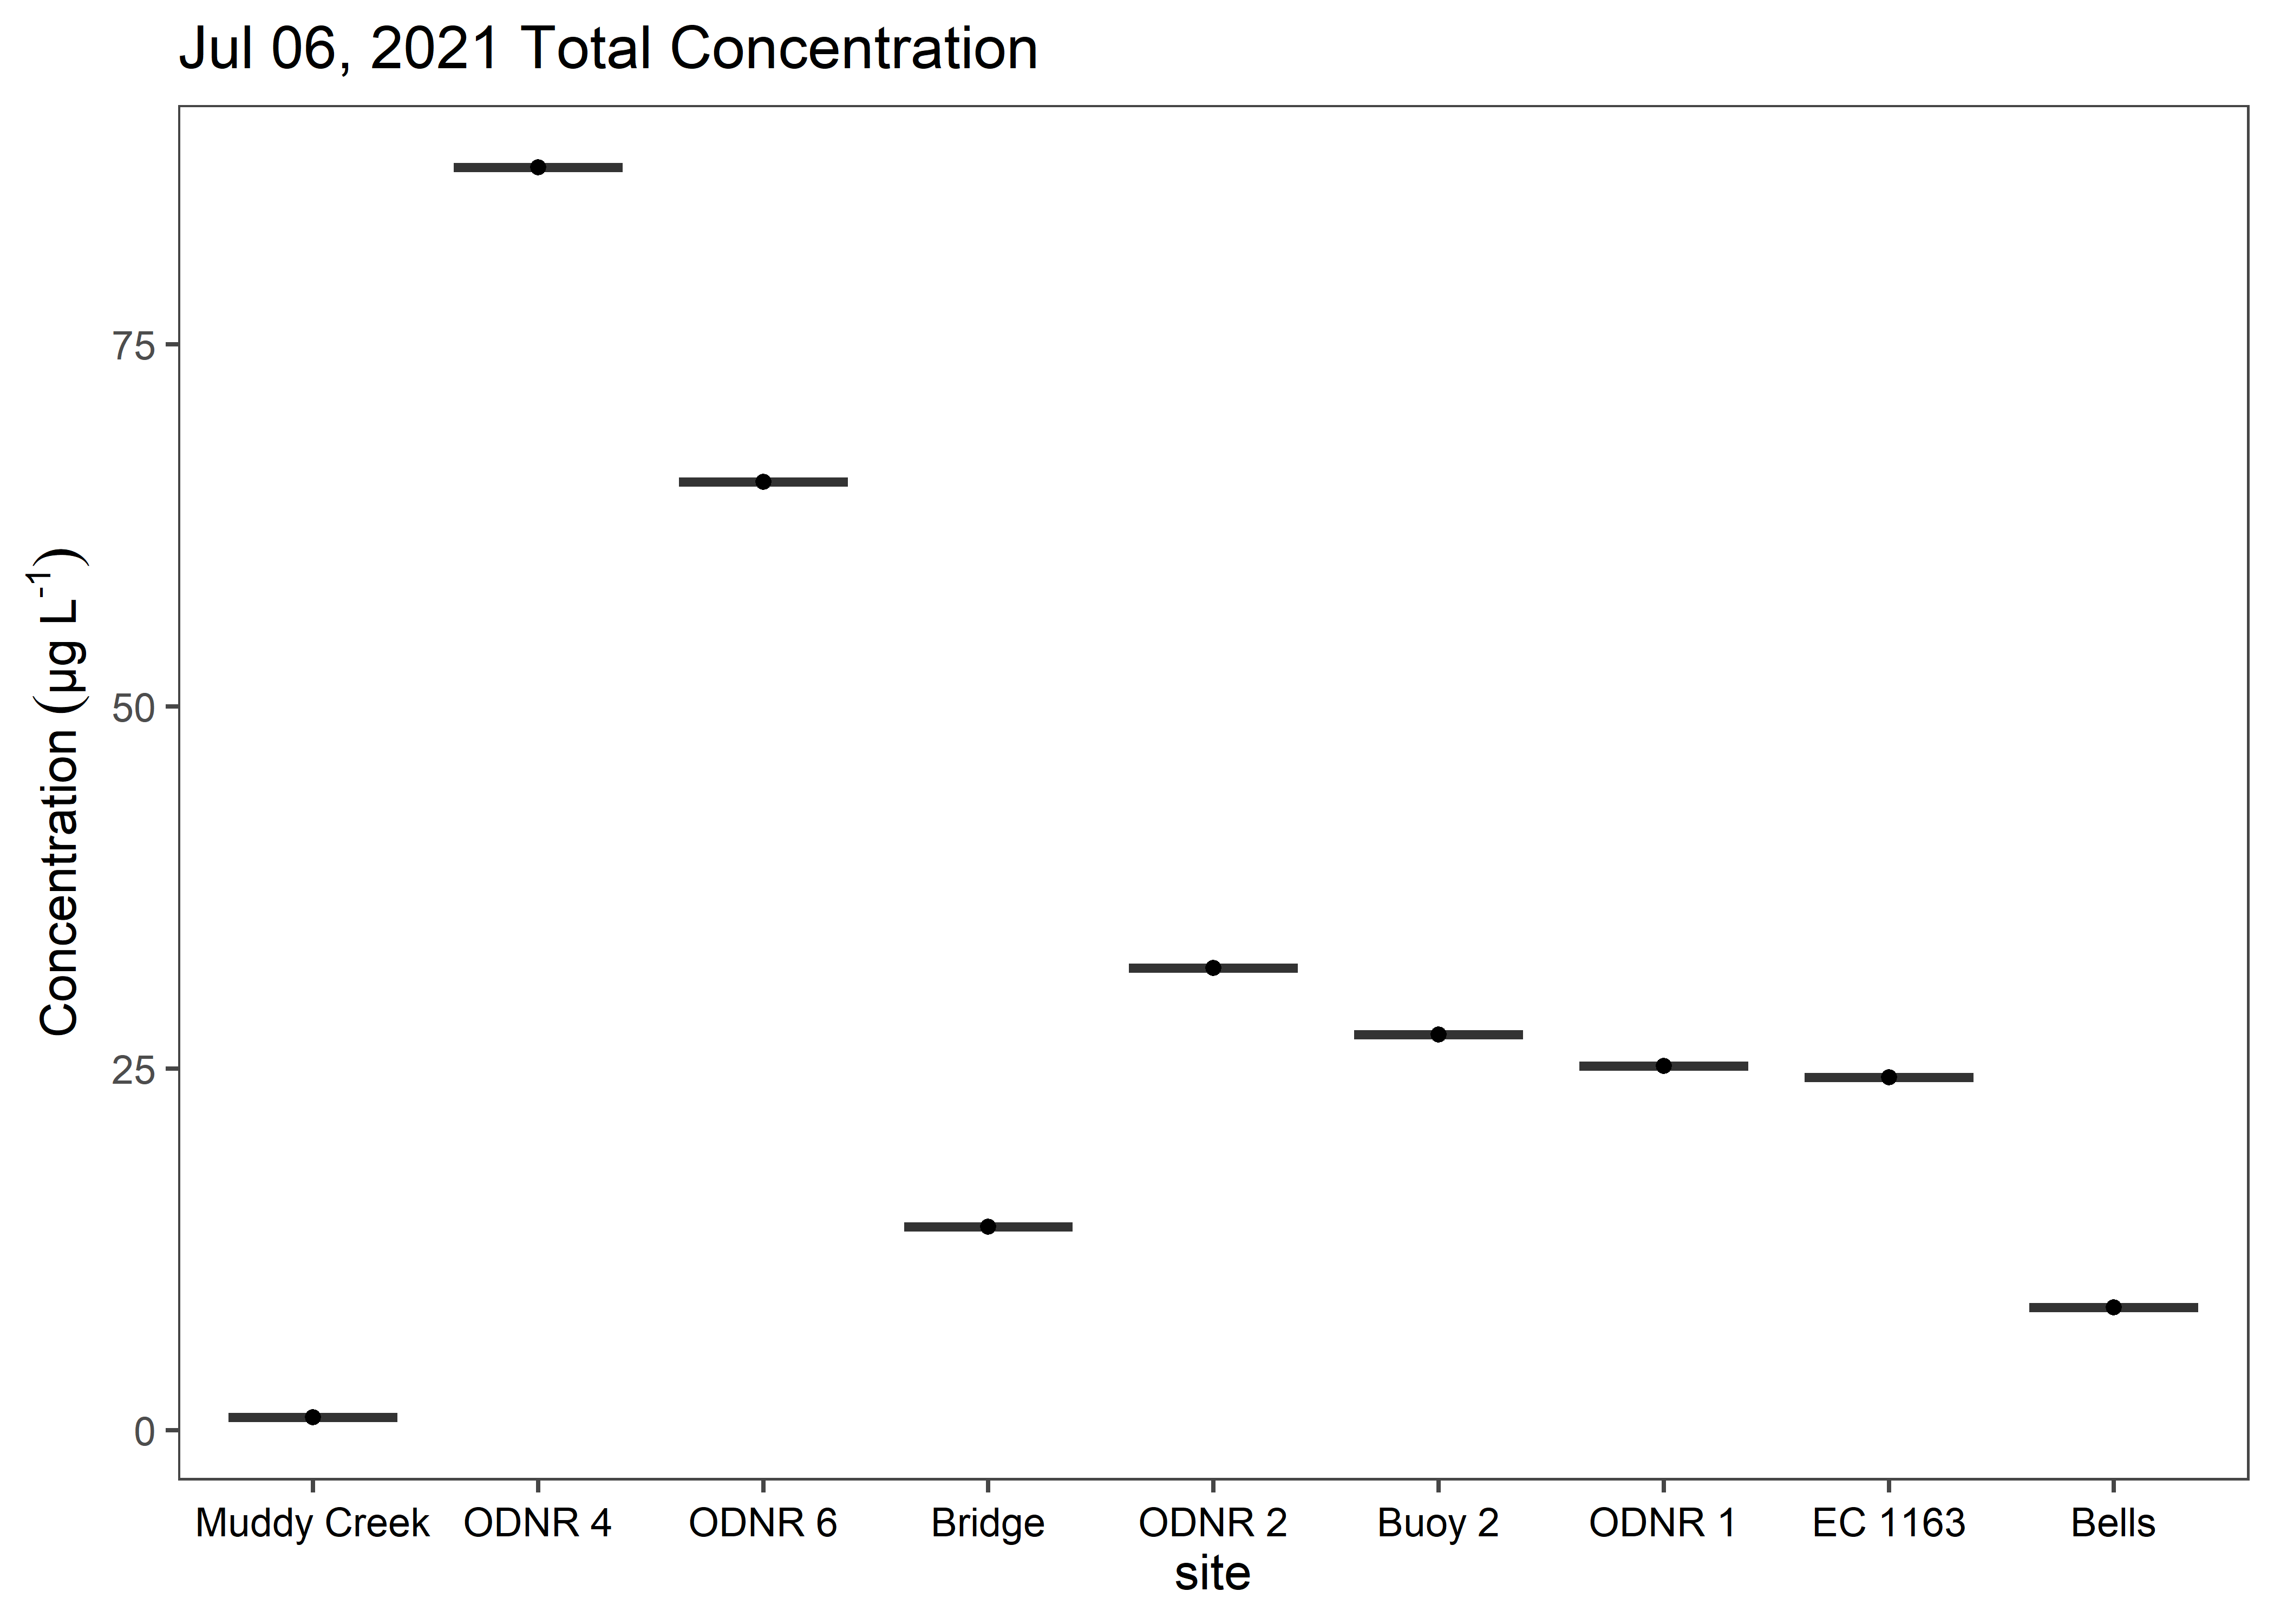 Jul 06, 2021 Total Concentration
Concentration (µg L⁻¹)
75
50
25
0
Muddy Creek ODNR 4 ODNR 6 Bridge ODNR 2 Buoy 2 ODNR 1 EC 1163 Bells
site